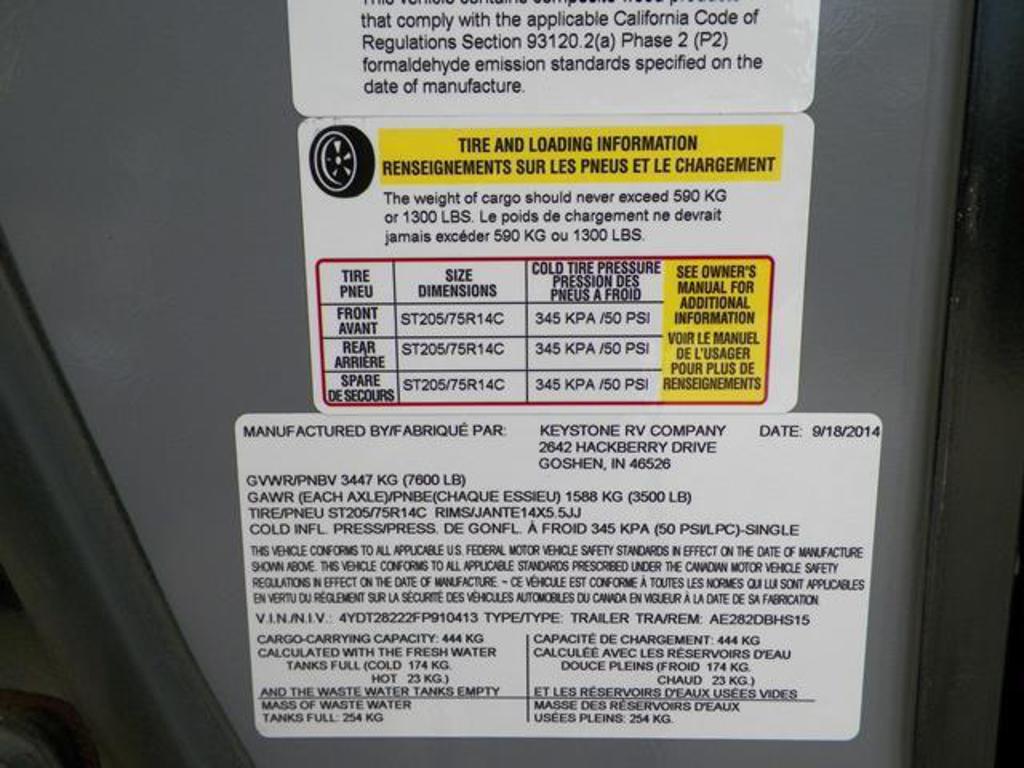 This vehicle contains composite wood products
that comply with the applicable California Code of
Regulations Section 93120.2(a) Phase 2 (P2)
formaldehyde emission standards specified on the
date of manufacture.
TIRE AND LOADING INFORMATION
RENSEIGNEMENTS SUR LES PNEUS ET LE CHARGEMENT
The weight of cargo should never exceed 590 KG
or 1300 LBS. Le poids de chargement ne devrait
jamais excéder 590 KG ou 1300 LBS.
TIRE PNEU
SIZE DIMENSIONS
COLD TIRE PRESSURE
PRESSION DES
PNEUS A FROID
FRONT AVANT ST205/75R14C 345 KPA /50 PSI
REAR ARRIÈRE ST205/75R14C 345 KPA /50 PSI
SPARE DE SECOURS ST205/75R14C 345 KPA /50 PSI
SEE OWNER'S
MANUAL FOR
ADDITIONAL
INFORMATION
VOIR LE MANUEL
DE L'USAGER
POUR PLUS DE
RENSEIGNEMENTS
MANUFACTURED BY/FABRIQUÉ PAR: KEYSTONE RV COMPANY DATE: 9/18/2014
2642 HACKBERRY DRIVE
GOSHEN, IN 46526
GVWR/PNBV 3447 KG (7600 LB)
GAWR (EACH AXLE)/PNBE(CHAQUE ESSIEU) 1588 KG (3500 LB)
TIRE/PNEU ST205/75R14C RIMS/JANTE14X5.5JJ
COLD INFL. PRESS/PRESS. DE GONFL. À FROID 345 KPA (50 PSI/LPC)-SINGLE
THIS VEHICLE CONFORMS TO ALL APPLICABLE U.S. FEDERAL MOTOR VEHICLE SAFETY STANDARDS IN EFFECT ON THE DATE OF MANUFACTURE
SHOWN ABOVE. THIS VEHICLE CONFORMS TO ALL APPLICABLE STANDARDS PRESCRIBED UNDER THE CANADIAN MOTOR VEHICLE SAFETY
REGULATIONS IN EFFECT ON THE DATE OF MANUFACTURE. - CE VÉHICULE EST CONFORME À TOUTES LES NORMES QUI LUI SONT APPLICABLES
EN VERTU DU RÈGLEMENT SUR LA SÉCURITÉ DES VÉHICULES AUTOMOBILES DU CANADA EN VIGUEUR À LA DATE DE SA FABRICATION.
V.I.N./N.I.V.: 4YDT28222FP910413 TYPE/TYPE: TRAILER TRA/REM: AE282DBHS15
CARGO-CARRYING CAPACITY: 444 KG
CALCULATED WITH THE FRESH WATER
TANKS FULL (COLD 174 KG.
HOT 23 KG.)
AND THE WASTE WATER TANKS EMPTY
MASS OF WASTE WATER
TANKS FULL: 254 KG
CAPACITÉ DE CHARGEMENT: 444 KG
CALCULÉE AVEC LES RÉSERVOIRS D'EAU
DOUCE PLEINS (FROID 174 KG.
CHAUD 23 KG.)
ET LES RÉSERVOIRS D'EAUX USÉES VIDES
MASSE DES RÉSERVOIRS D'EAUX
USÉES PLEINS: 254 KG.